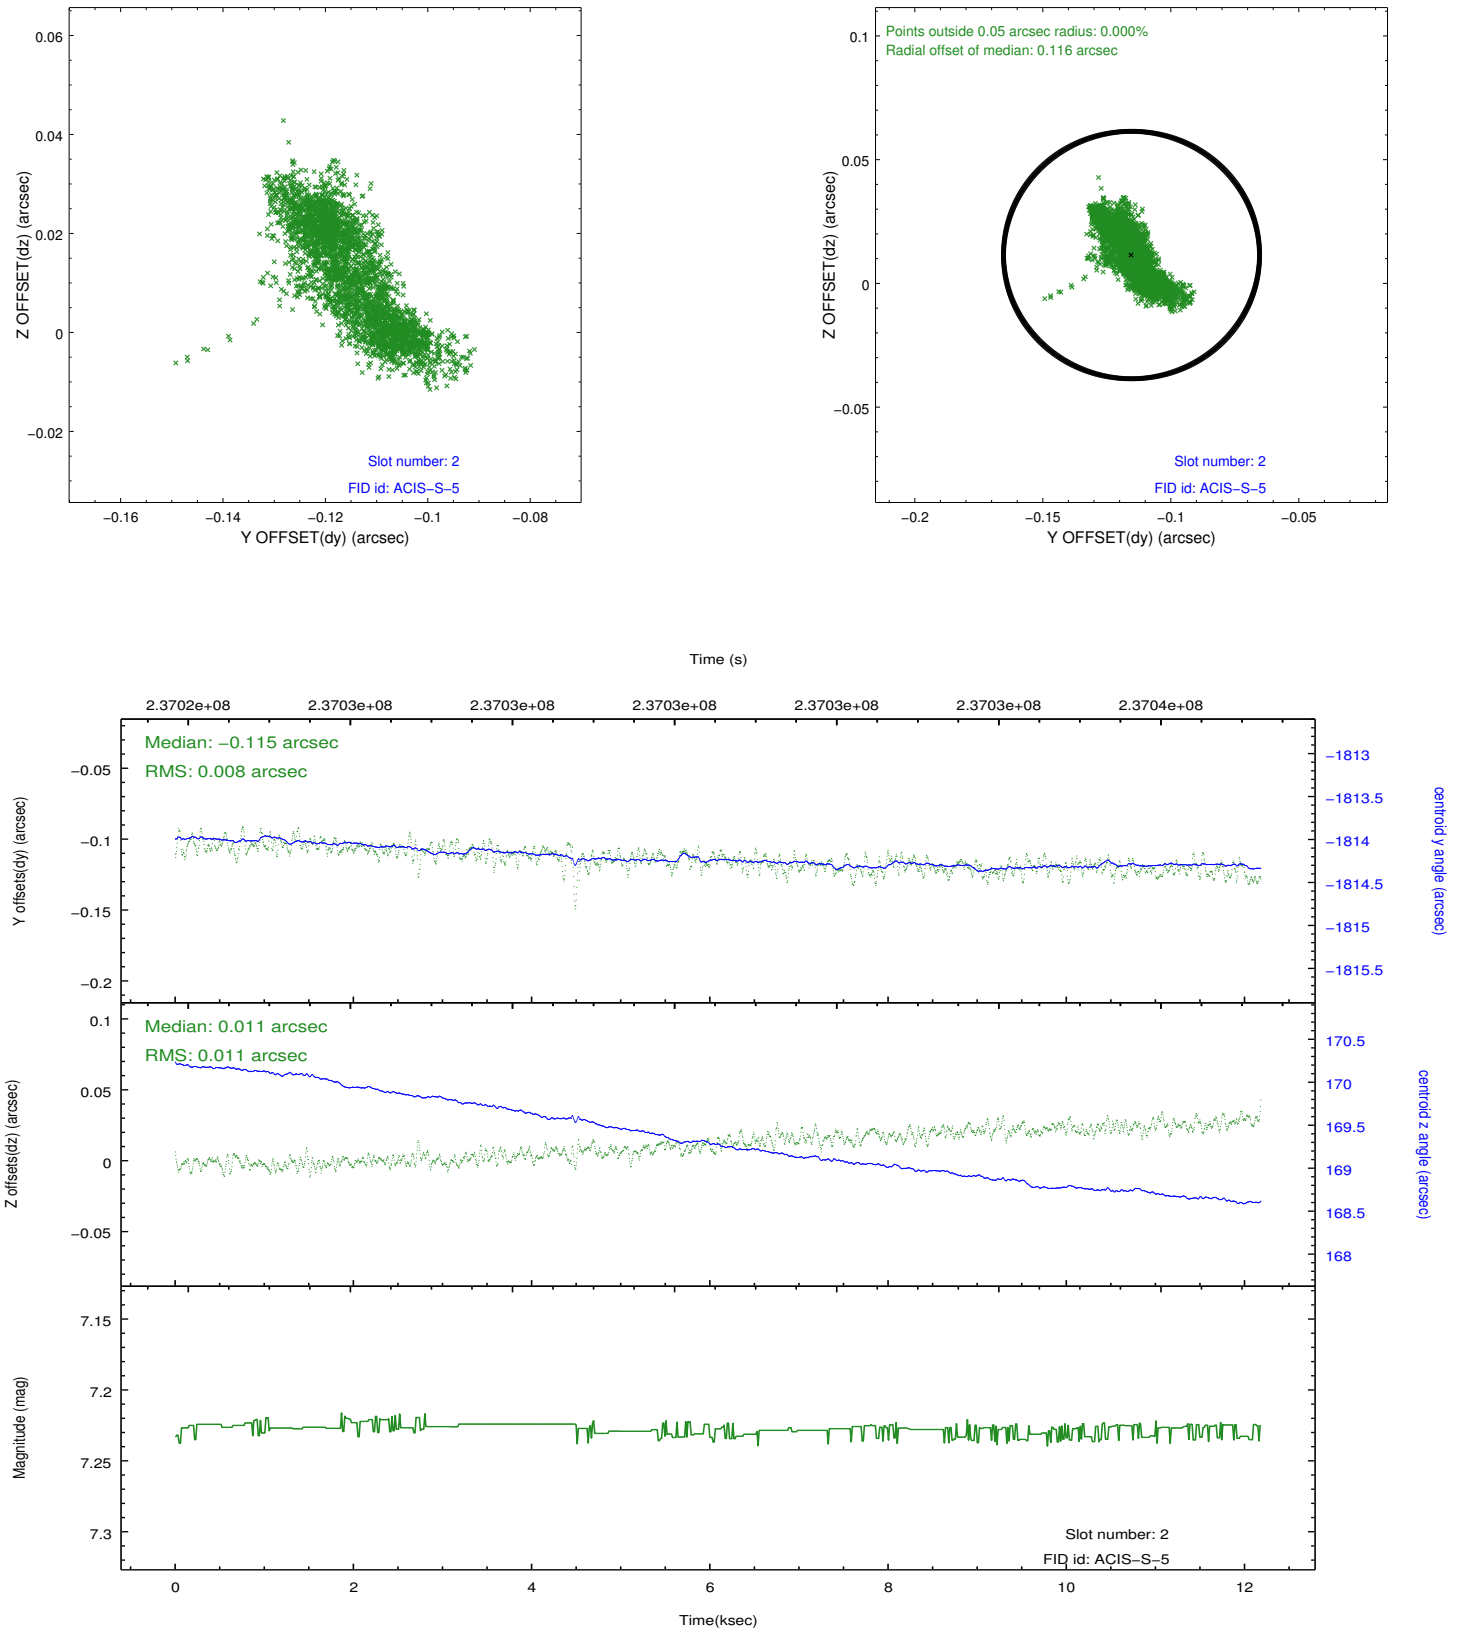 0.06
0.04
0.02
0
−0.02
Z OFFSET(dz) (arcsec)
Slot number: 2
FID id: ACIS−S−5
−0.16 −0.14 −0.12 −0.1 −0.08
Y OFFSET(dy) (arcsec)
Points outside 0.05 arcsec radius: 0.000%
Radial offset of median: 0.116 arcsec
0.1
0.05
0
−0.05
Z OFFSET(dz) (arcsec)
Slot number: 2
FID id: ACIS−S−5
−0.2 −0.15 −0.1 −0.05
Y OFFSET(dy) (arcsec)
Time (s)
2.3702e+08 2.3703e+08 2.3703e+08 2.3703e+08 2.3703e+08 2.3703e+08 2.3704e+08
Median: −0.115 arcsec
RMS: 0.008 arcsec
−0.05
−0.1
−0.15
−0.2
Y offsets(dy) (arcsec)
−1813
−1813.5
−1814
−1814.5
−1815
−1815.5
centroid y angle (arcsec)
Median: 0.011 arcsec
RMS: 0.011 arcsec
0.1
0.05
0
−0.05
Z offsets(dz) (arcsec)
170.5
170
169.5
169
168.5
168
centroid z angle (arcsec)
7.15
7.2
7.25
7.3
Magnitude (mag)
Slot number: 2
FID id: ACIS−S−5
0 2 4 6 8 10 12
Time(ksec)